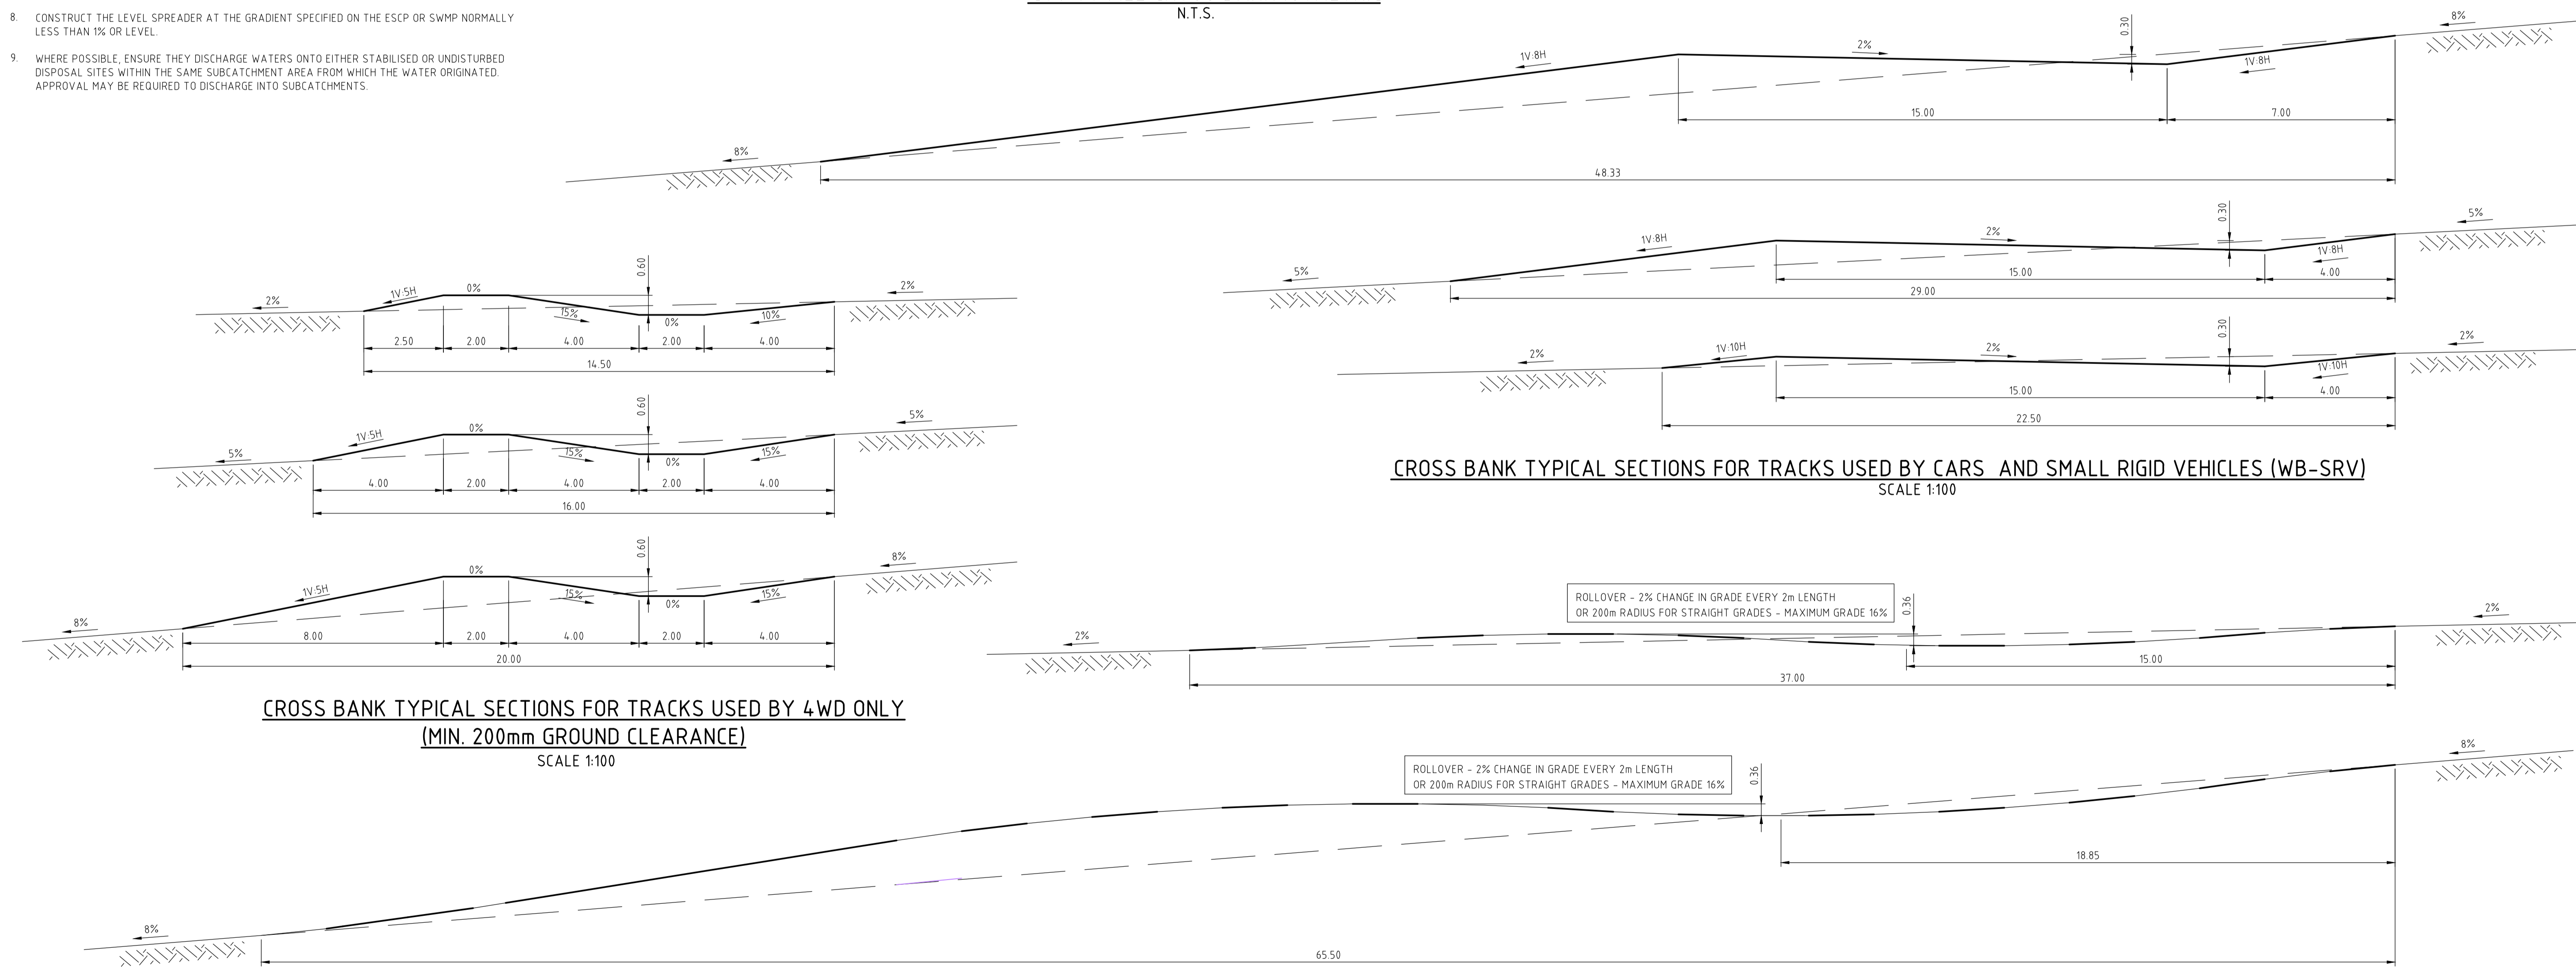 8. CONSTRUCT THE LEVEL SPREADER AT THE GRADIENT SPECIFIED ON THE ESCP OR SWMP NORMALLY
LESS THAN 1% OR LEVEL.
9. WHERE POSSIBLE, ENSURE THEY DISCHARGE WATERS ONTO EITHER STABILISED OR UNDISTURBED
DISPOSAL SITES WITHIN THE SAME SUBCATCHMENT AREA FROM WHICH THE WATER ORIGINATED.
APPROVAL MAY BE REQUIRED TO DISCHARGE INTO SUBCATCHMENTS.
N.T.S.
8%
1V:8H
2%
0.30
1V:8H
8%
15.00
7.00
48.33
2%
1V:5H
0%
0.60
15%
0%
10%
2%
2.50
2.00
4.00
2.00
4.00
14.50
5%
1V:5H
0%
0.60
15%
0%
15%
5%
4.00
2.00
4.00
2.00
4.00
16.00
8%
1V:5H
0%
0.60
15%
0%
15%
8%
8.00
2.00
4.00
2.00
4.00
20.00
CROSS BANK TYPICAL SECTIONS FOR TRACKS USED BY 4WD ONLY
(MIN. 200mm GROUND CLEARANCE)
SCALE 1:100
5%
1V:8H
2%
0.30
1V:8H
5%
15.00
4.00
29.00
2%
1V:10H
2%
0.30
1V:10H
2%
15.00
4.00
22.50
CROSS BANK TYPICAL SECTIONS FOR TRACKS USED BY CARS AND SMALL RIGID VEHICLES (WB-SRV)
SCALE 1:100
ROLLOVER - 2% CHANGE IN GRADE EVERY 2m LENGTH
OR 200m RADIUS FOR STRAIGHT GRADES - MAXIMUM GRADE 16%
0.36
2%
2%
15.00
37.00
ROLLOVER - 2% CHANGE IN GRADE EVERY 2m LENGTH
OR 200m RADIUS FOR STRAIGHT GRADES - MAXIMUM GRADE 16%
0.36
8%
8%
18.85
65.50